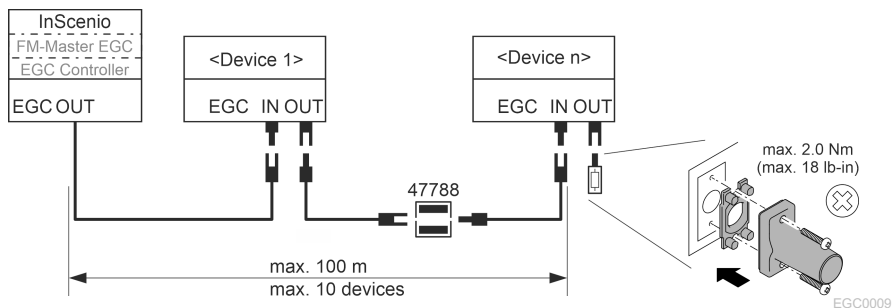 InScenio
FM-Master EGC
EGC Controller
EGC OUT
<Device 1>
EGC IN OUT
<Device n>
EGC IN OUT
47788
max. 2.0 Nm
(max. 18 lb-in)
max. 100 m
max. 10 devices
EGC0009